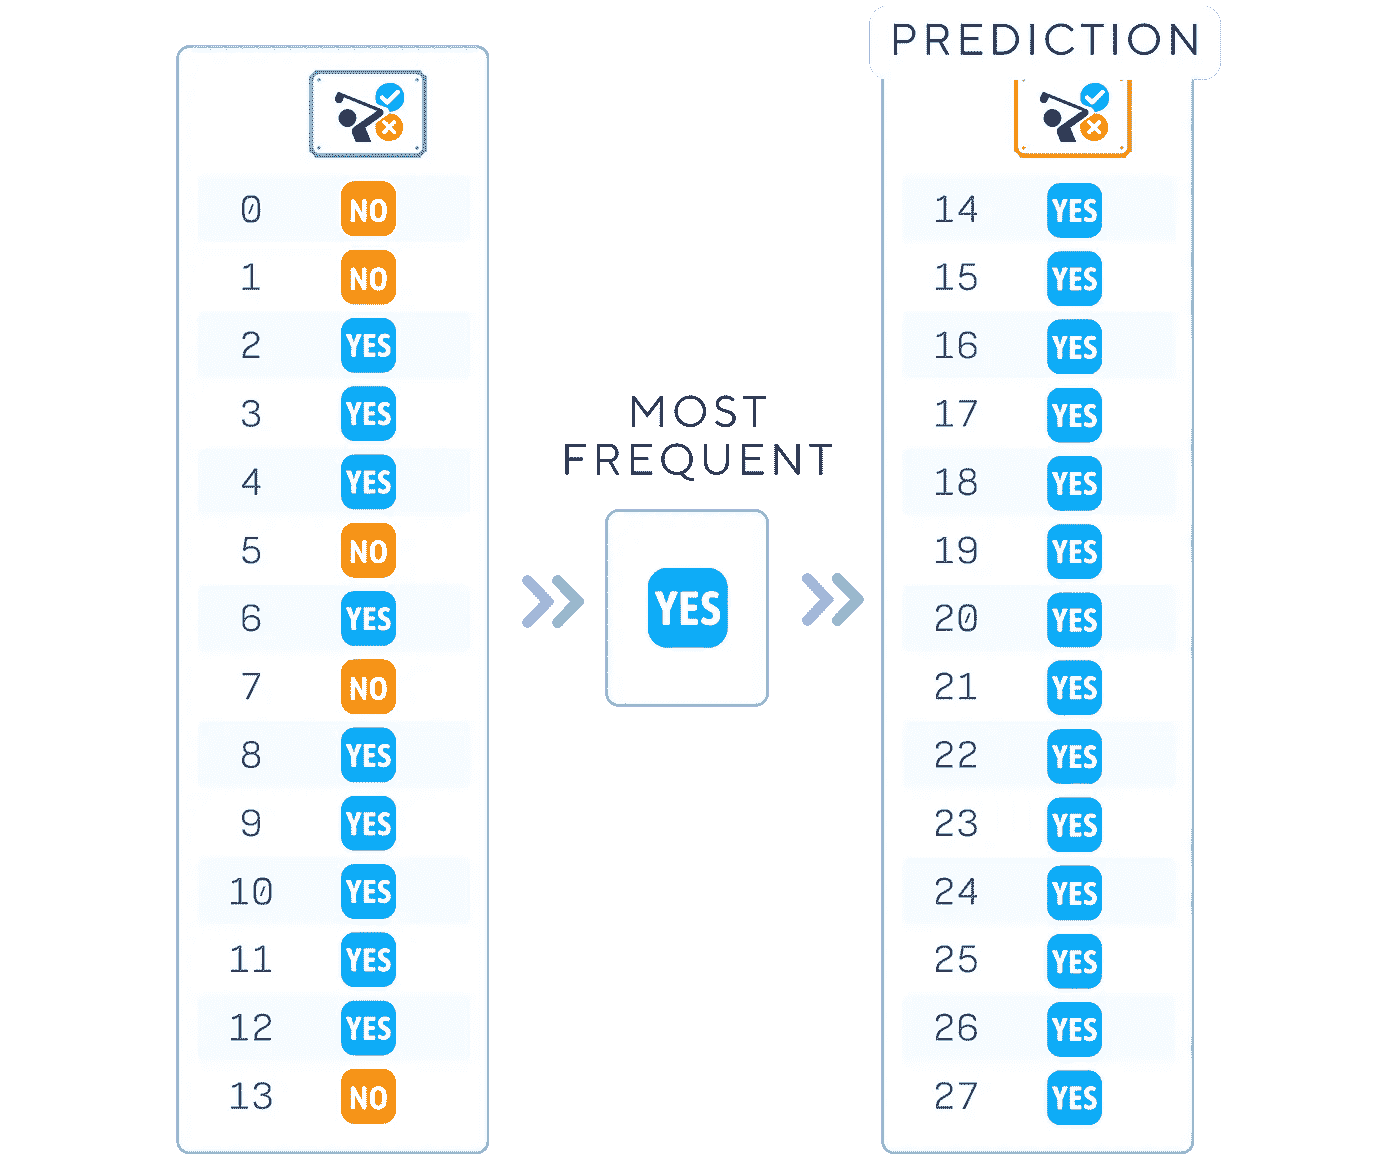 PREDICTION
0 NO
1 NO
2 YES
3 YES
4 YES
5 NO
6 YES
7 NO
8 YES
9 YES
10 YES
11 YES
12 YES
13 NO
MOST
FREQUENT
YES
14 YES
15 YES
16 YES
17 YES
18 YES
19 YES
20 YES
21 YES
22 YES
23 YES
24 YES
25 YES
26 YES
27 YES